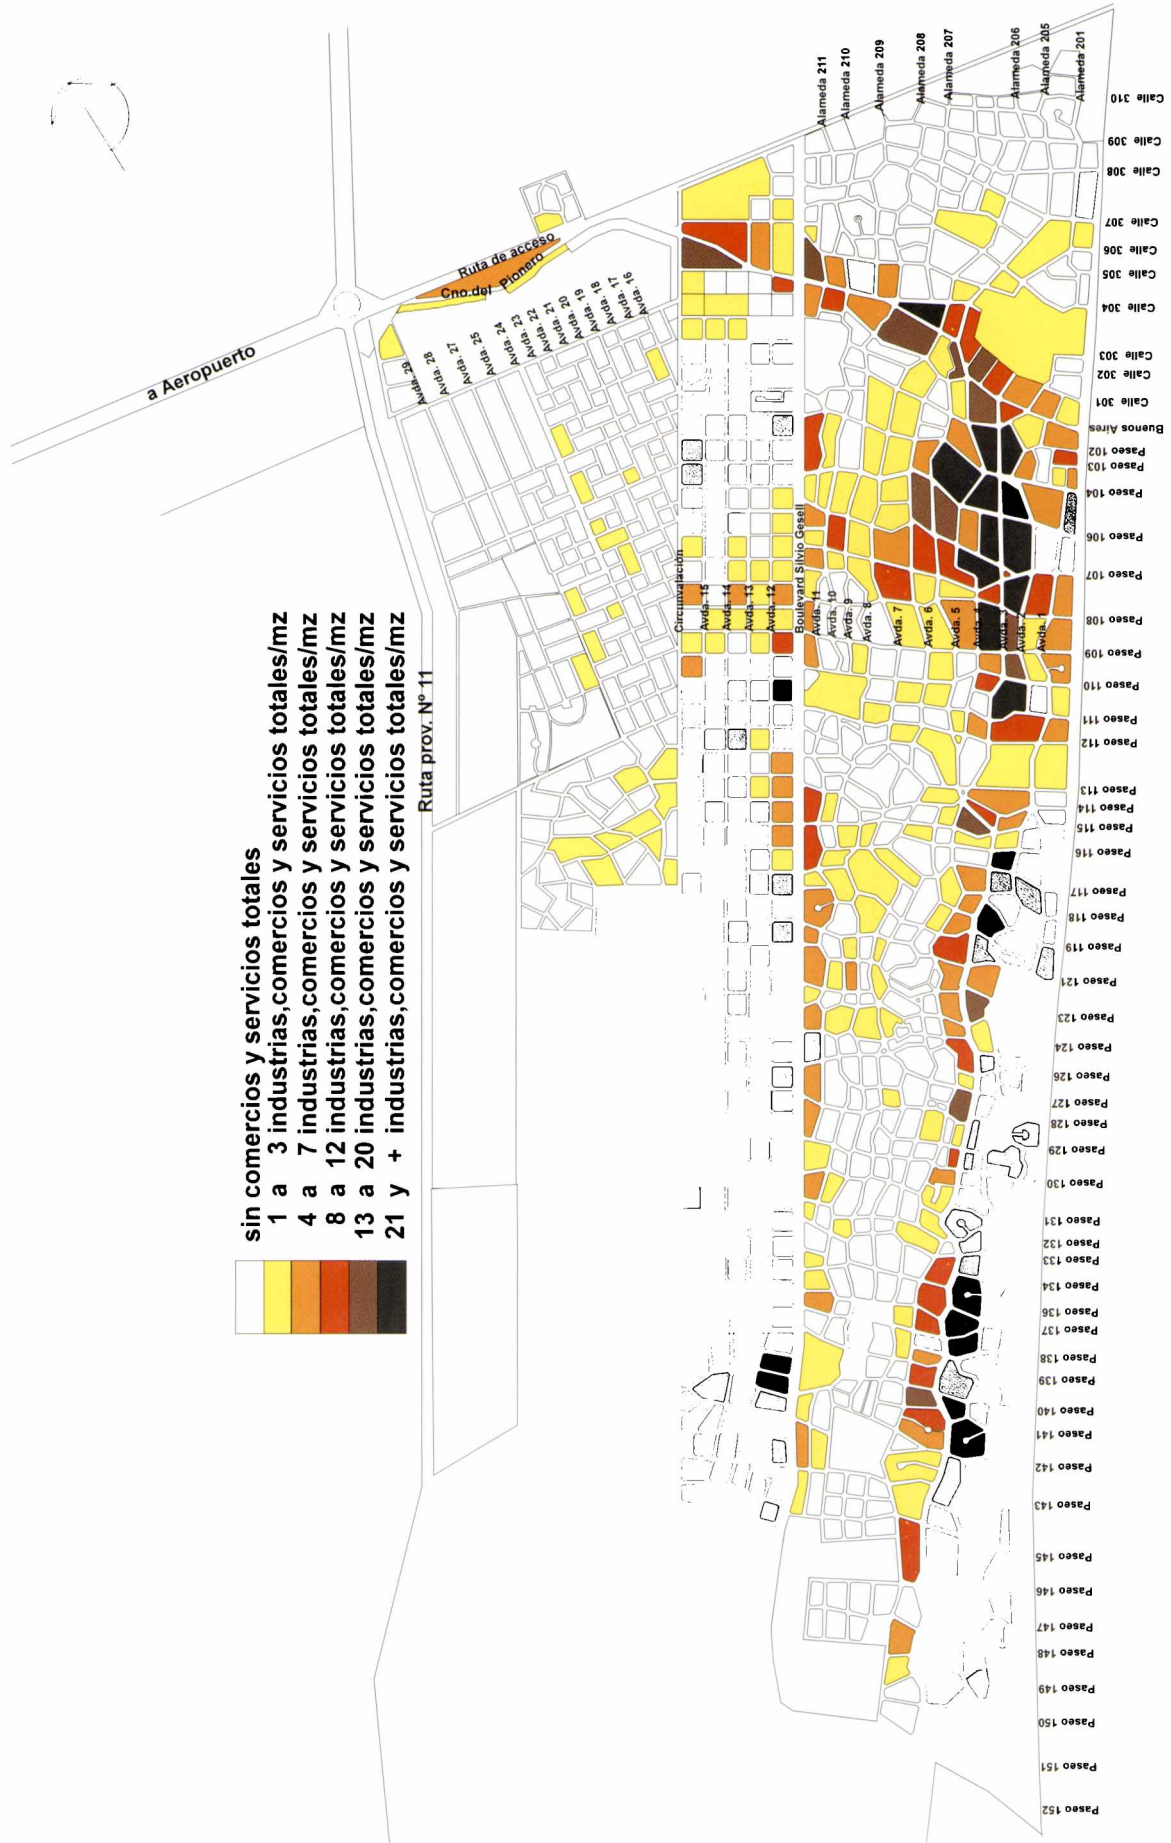 sin comercios y servicios totales
1 a 3 industrias,comercios y servicios totales/mz
4 a 7 industrias,comercios y servicios totales/mz
8 a 12 industrias,comercios y servicios totales/mz
13 a 20 industrias,comercios y servicios totales/mz
21 y + industrias,comercios y servicios totales/mz
a Aeropuerto
Ruta de acceso
Cno.del Pionero
Ruta prov. Nº 11
Avda. 29
Avda. 28
Avda. 27
Avda. 25
Avda. 24
Avda. 23
Avda. 22
Avda. 21
Avda. 20
Avda. 19
Avda. 18
Avda. 17
Avda. 16
Circunvalación
Avda. 15
Avda. 14
Avda. 13
Avda. 12
Boulevard Silvio Gesell
Avda. 11
Avda. 10
Avda. 9
Avda. 8
Avda. 7
Avda. 6
Avda. 5
Avda. 4
Avda. 3
Avda. 1
Alameda 211
Alameda 210
Alameda 209
Alameda 208
Alameda 207
Alameda 206
Alameda 205
Alameda 201
Calle 310
Calle 309
Calle 308
Calle 307
Calle 306
Calle 305
Calle 304
Calle 303
Calle 302
Calle 301
Buenos Aires
Paseo 102
Paseo 103
Paseo 104
Paseo 106
Paseo 107
Paseo 108
Paseo 109
Paseo 110
Paseo 111
Paseo 112
Paseo 113
Paseo 114
Paseo 115
Paseo 116
Paseo 117
Paseo 118
Paseo 119
Paseo 121
Paseo 123
Paseo 124
Paseo 126
Paseo 127
Paseo 128
Paseo 129
Paseo 130
Paseo 131
Paseo 132
Paseo 133
Paseo 134
Paseo 136
Paseo 137
Paseo 138
Paseo 139
Paseo 140
Paseo 141
Paseo 142
Paseo 143
Paseo 145
Paseo 146
Paseo 147
Paseo 148
Paseo 149
Paseo 150
Paseo 151
Paseo 152